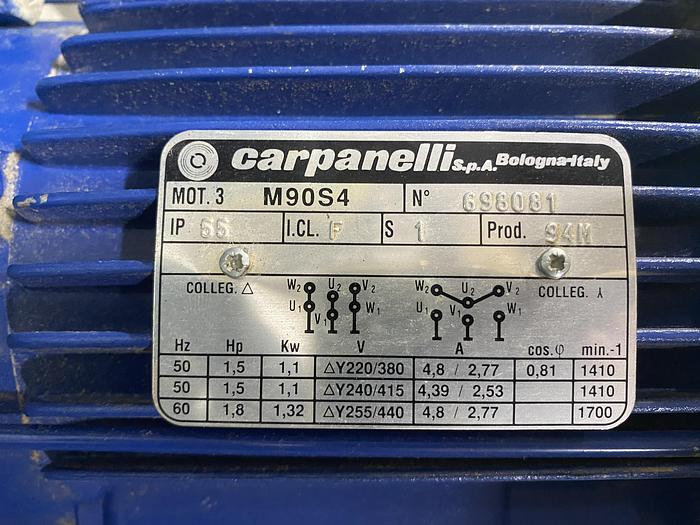 carpanelli S.p.A. Bologna-Italy
MOT. 3 M90S4 N° 698081
IP 55 I.CL. F S 1 Prod. 94M
COLLEG. △ W₂ U₂ V₂ W₂ U₂ V₂ COLLEG. ⅄
U₁ V₁ W₁ U₁ V₁ W₁
Hz Hp Kw V A cos.φ min.-1
50 1,5 1,1 △Y220/380 4,8 / 2,77 0,81 1410
50 1,5 1,1 △Y240/415 4,39 / 2,53 1410
60 1,8 1,32 △Y255/440 4,8 / 2,77 1700